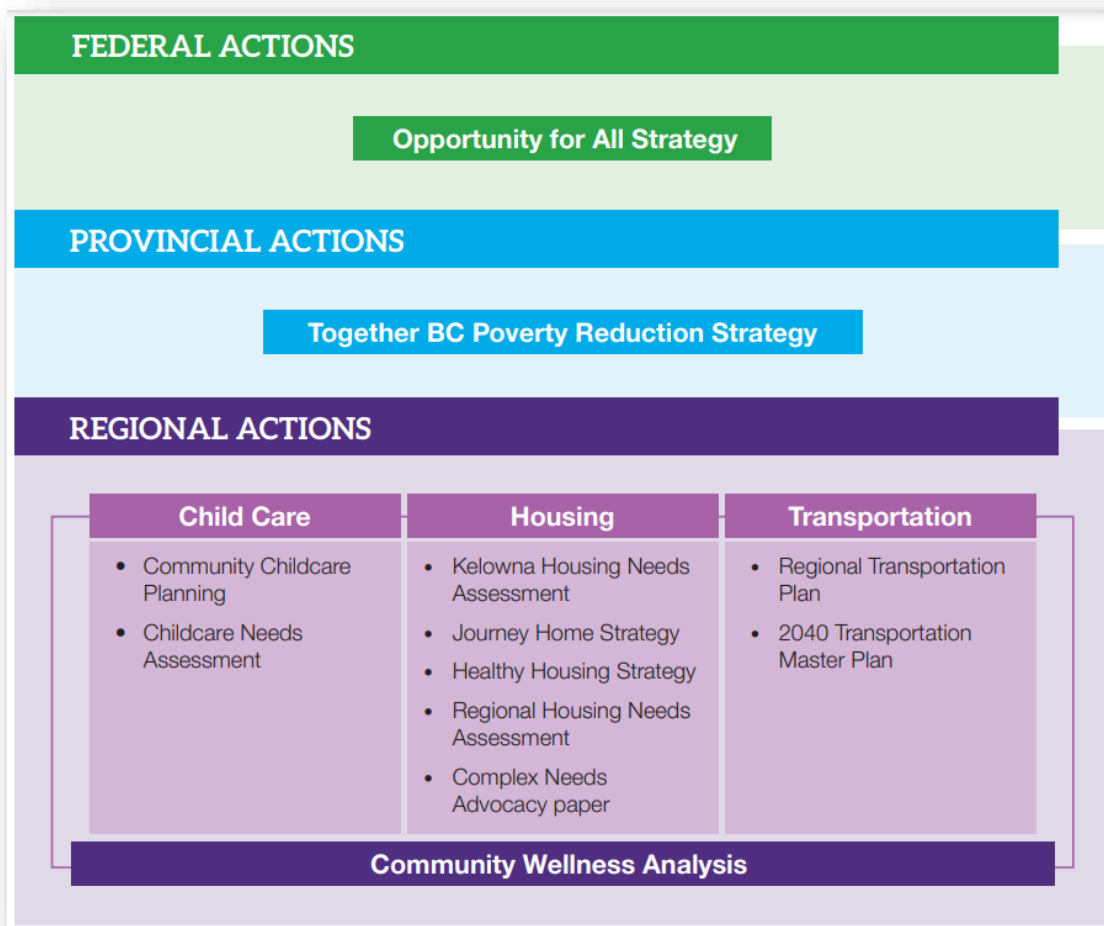 FEDERAL ACTIONS
Opportunity for All Strategy
PROVINCIAL ACTIONS
Together BC Poverty Reduction Strategy
REGIONAL ACTIONS
Child Care
• Community Childcare
Planning
• Childcare Needs
Assessment
Housing
• Kelowna Housing Needs
Assessment
• Journey Home Strategy
• Healthy Housing Strategy
• Regional Housing Needs
Assessment
• Complex Needs
Advocacy paper
Transportation
• Regional Transportation
Plan
• 2040 Transportation
Master Plan
Community Wellness Analysis